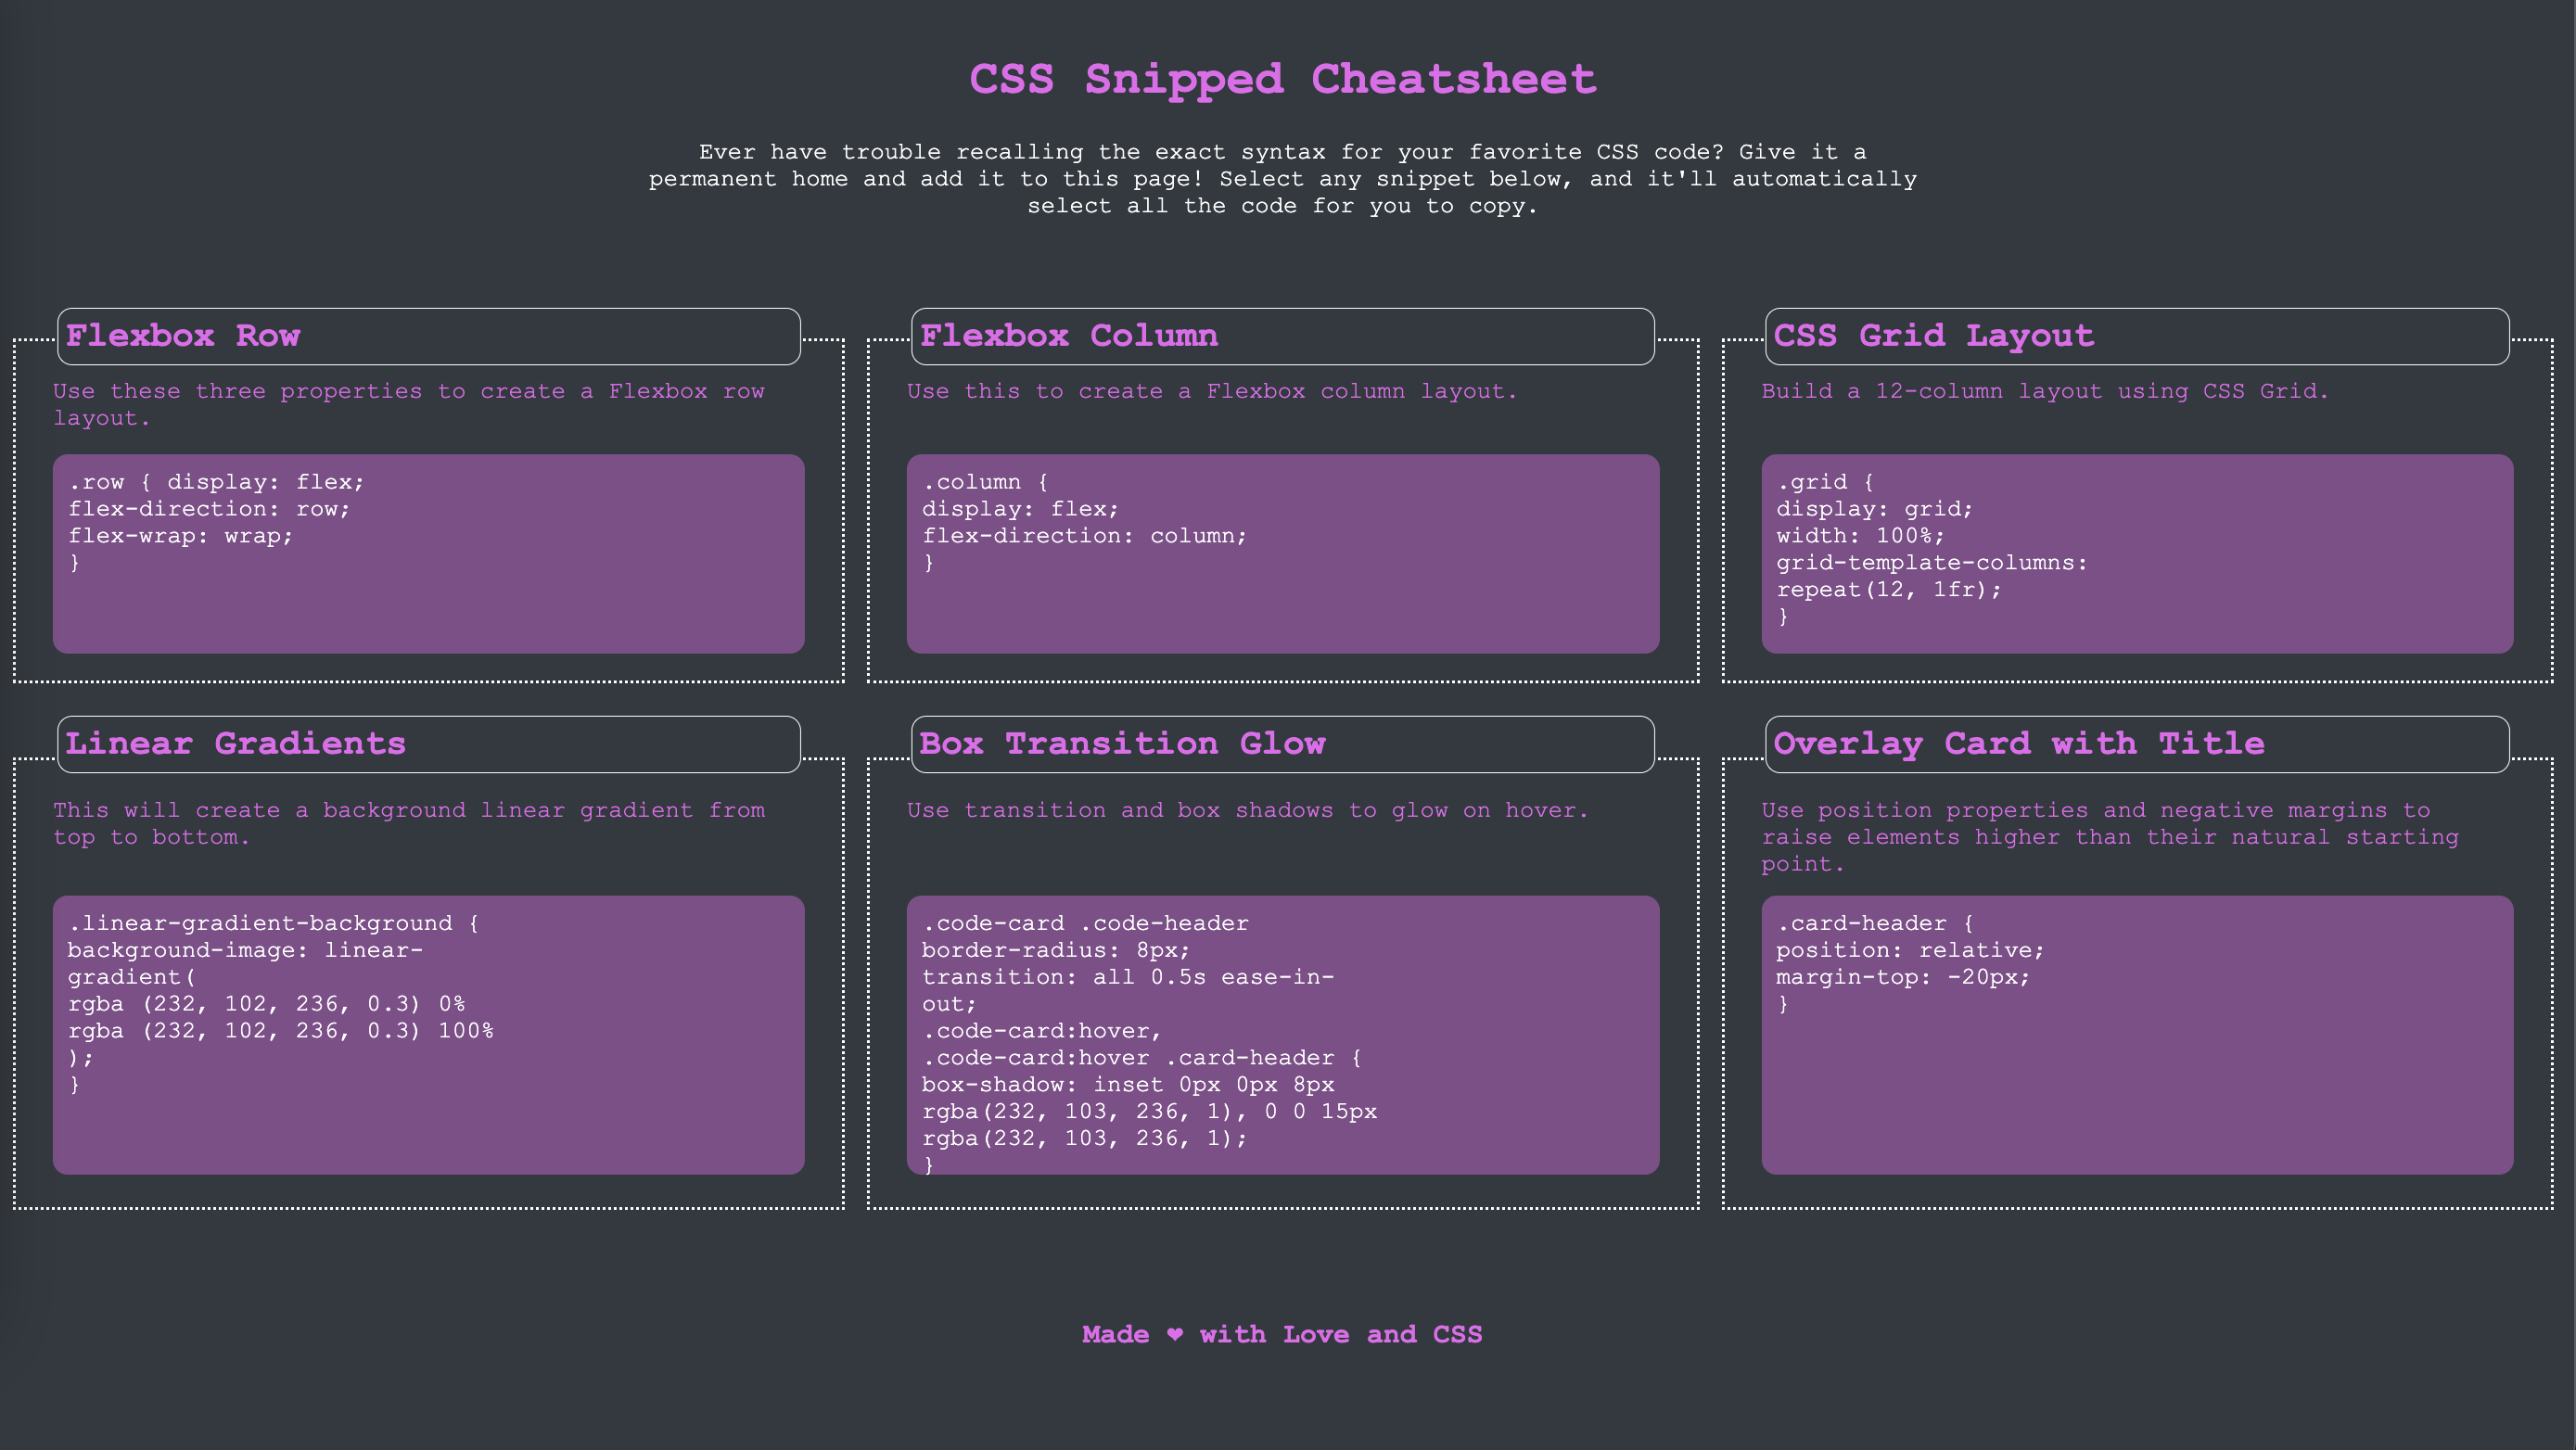 CSS Snipped Cheatsheet
Ever have trouble recalling the exact syntax for your favorite CSS code? Give it a
permanent home and add it to this page! Select any snippet below, and it'll automatically
select all the code for you to copy.
Flexbox Row
Use these three properties to create a Flexbox row
layout.
.row { display: flex;
flex-direction: row;
flex-wrap: wrap;
}
Flexbox Column
Use this to create a Flexbox column layout.
.column {
display: flex;
flex-direction: column;
}
CSS Grid Layout
Build a 12-column layout using CSS Grid.
.grid {
display: grid;
width: 100%;
grid-template-columns:
repeat(12, 1fr);
}
Linear Gradients
This will create a background linear gradient from
top to bottom.
.linear-gradient-background {
background-image: linear-
gradient(
rgba (232, 102, 236, 0.3) 0%
rgba (232, 102, 236, 0.3) 100%
);
}
Box Transition Glow
Use transition and box shadows to glow on hover.
.code-card .code-header
border-radius: 8px;
transition: all 0.5s ease-in-
out;
.code-card:hover,
.code-card:hover .card-header {
box-shadow: inset 0px 0px 8px
rgba(232, 103, 236, 1), 0 0 15px
rgba(232, 103, 236, 1);
}
Overlay Card with Title
Use position properties and negative margins to
raise elements higher than their natural starting
point.
.card-header {
position: relative;
margin-top: -20px;
}
Made ❤ with Love and CSS